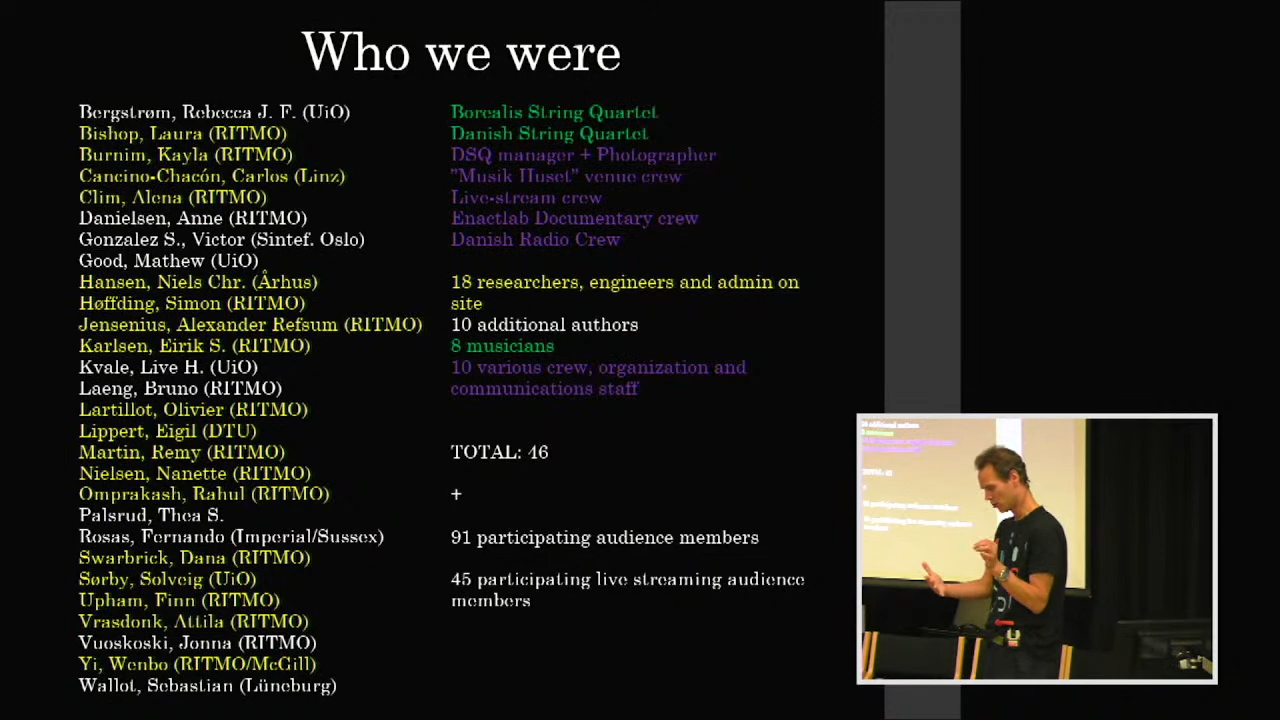 Who we were
Bergstrøm, Rebecca J. F. (UiO)
Bishop, Laura (RITMO)
Burnim, Kayla (RITMO)
Cancino-Chacón, Carlos (Linz)
Clim, Alena (RITMO)
Danielsen, Anne (RITMO)
Gonzalez S., Victor (Sintef. Oslo)
Good, Mathew (UiO)
Hansen, Niels Chr. (Århus)
Høffding, Simon (RITMO)
Jensenius, Alexander Refsum (RITMO)
Karlsen, Eirik S. (RITMO)
Kvale, Live H. (UiO)
Laeng, Bruno (RITMO)
Lartillot, Olivier (RITMO)
Lippert, Eigil (DTU)
Martin, Remy (RITMO)
Nielsen, Nanette (RITMO)
Omprakash, Rahul (RITMO)
Palsrud, Thea S.
Rosas, Fernando (Imperial/Sussex)
Swarbrick, Dana (RITMO)
Sørby, Solveig (UiO)
Upham, Finn (RITMO)
Vrasdonk, Attila (RITMO)
Vuoskoski, Jonna (RITMO)
Yi, Wenbo (RITMO/McGill)
Wallot, Sebastian (Lüneburg)
Borealis String Quartet
Danish String Quartet
DSQ manager + Photographer
"Musik Huset" venue crew
Live-stream crew
Enactlab Documentary crew
Danish Radio Crew
18 researchers, engineers and admin on
site
10 additional authors
8 musicians
10 various crew, organization and
communications staff
TOTAL: 46
+
91 participating audience members
45 participating live streaming audience
members